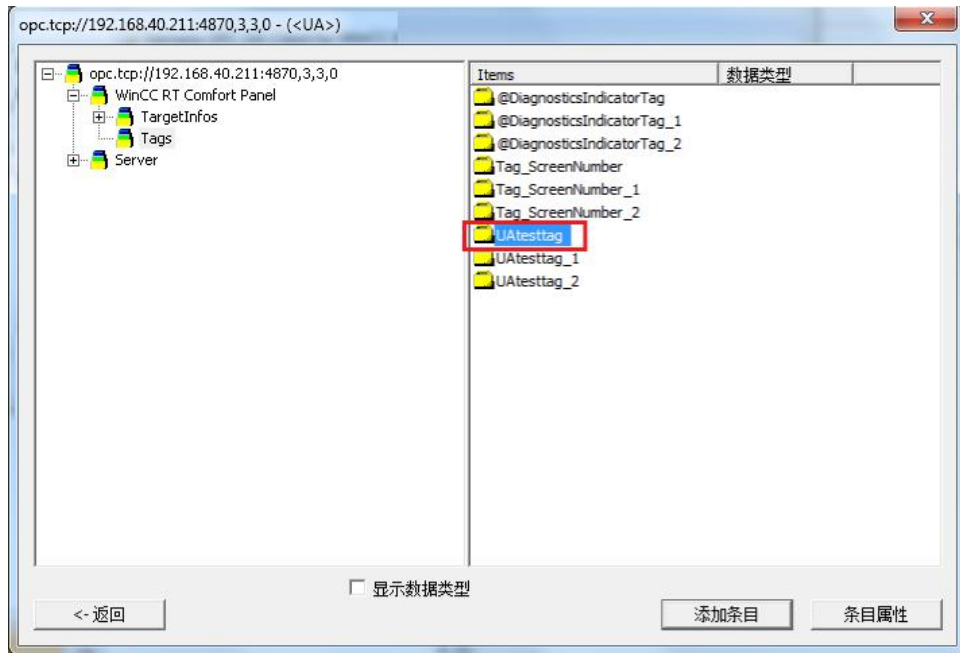 opc.tcp://192.168.40.211:4870,3,3,0 - (<UA>)
opc.tcp://192.168.40.211:4870,3,3,0
WinCC RT Comfort Panel
TargetInfos
Tags
Server
Items 数据类型
@DiagnosticsIndicatorTag
@DiagnosticsIndicatorTag_1
@DiagnosticsIndicatorTag_2
Tag_ScreenNumber
Tag_ScreenNumber_1
Tag_ScreenNumber_2
UAtesttag
UAtesttag_1
UAtesttag_2
显示数据类型
<- 返回 添加条目 条目属性